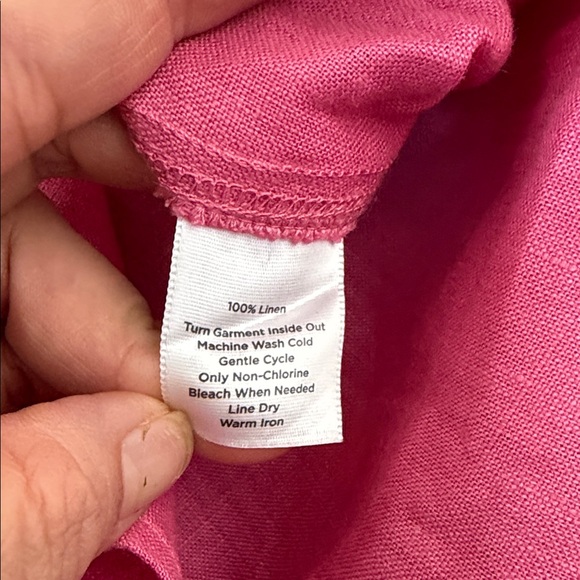 100% Linen
Turn Garment Inside Out
Machine Wash Cold
Gentle Cycle
Only Non-Chlorine
Bleach When Needed
Line Dry
Warm Iron